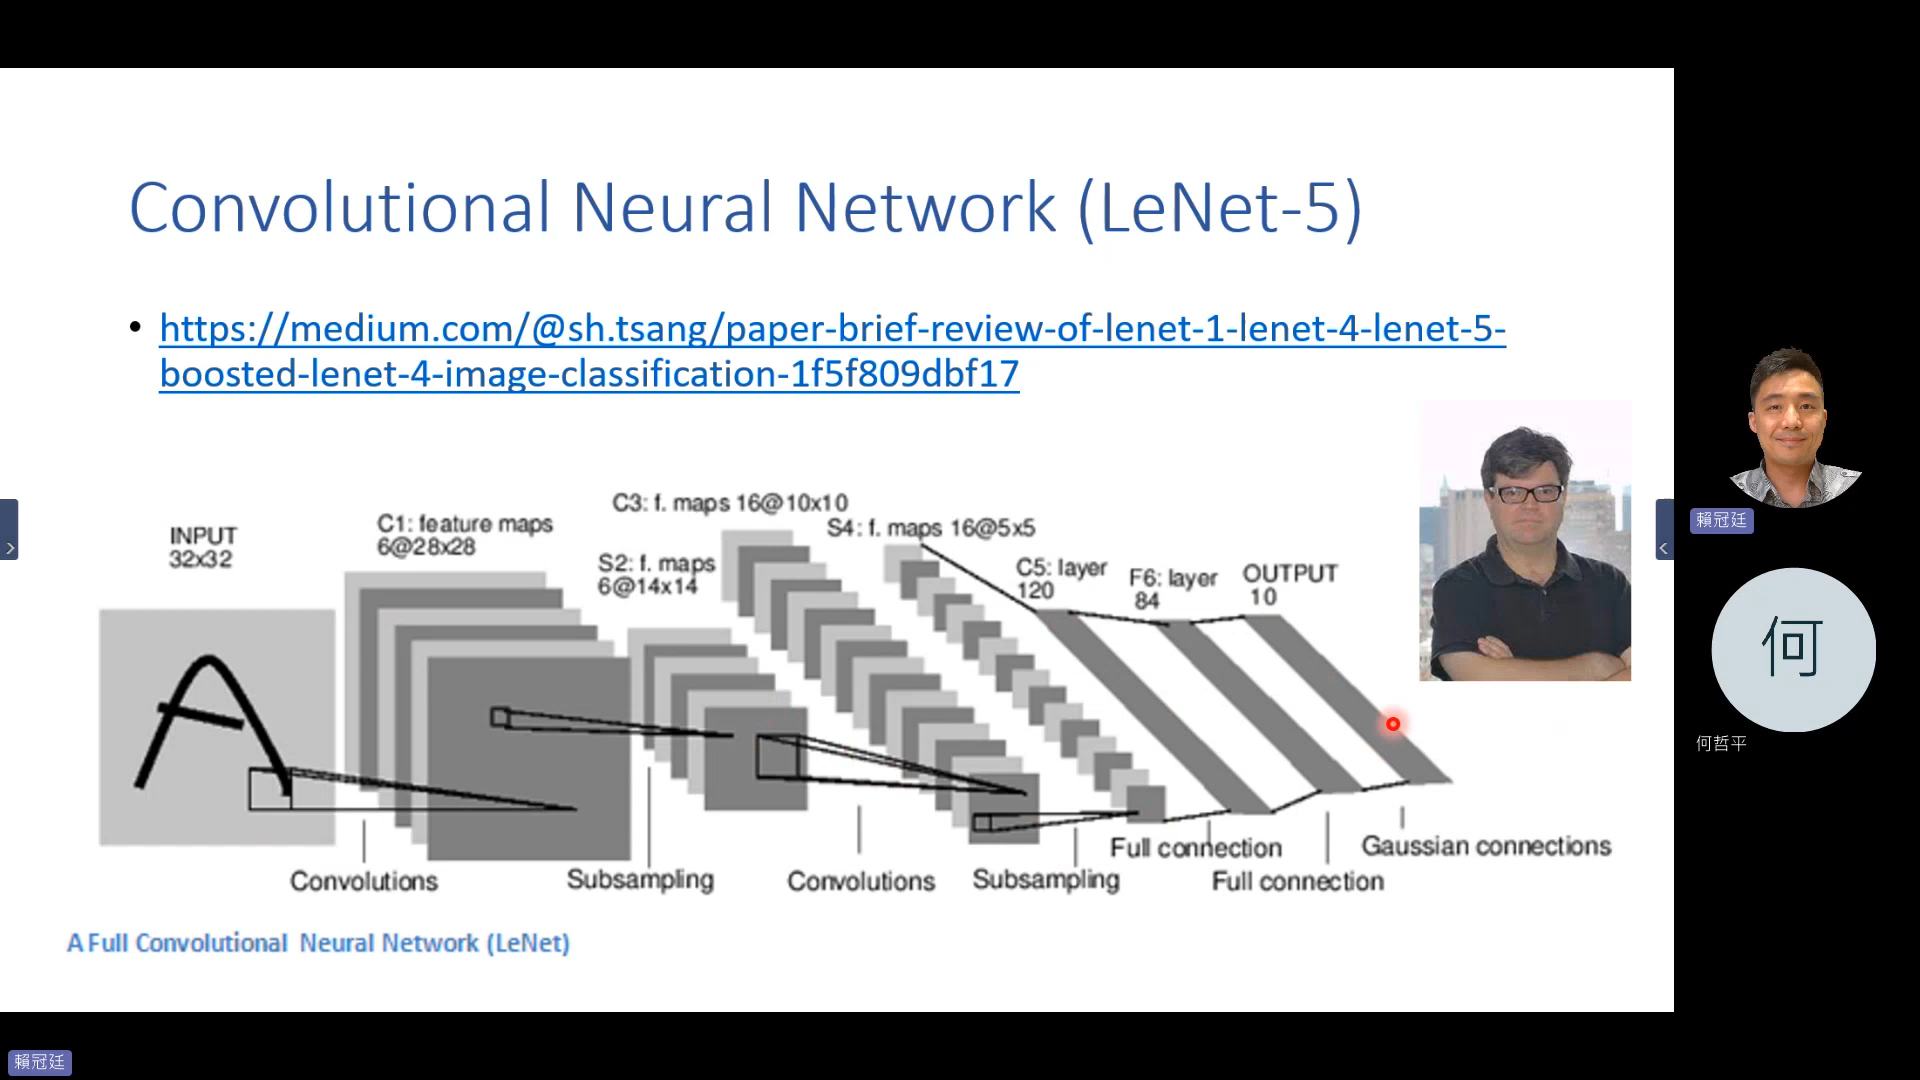 Convolutional Neural Network (LeNet-5)
• https://medium.com/@sh.tsang/paper-brief-review-of-lenet-1-lenet-4-lenet-5-
boosted-lenet-4-image-classification-1f5f809dbf17
INPUT
32x32
C1: feature maps
6@28x28
C3: f. maps 16@10x10
S2: f. maps
6@14x14
S4: f. maps 16@5x5
C5: layer
120
F6: layer
84
OUTPUT
10
A
Convolutions
Subsampling
Convolutions
Subsampling
Full connection
Full connection
Gaussian connections
A Full Convolutional Neural Network (LeNet)
賴冠廷
何
何哲平
賴冠廷